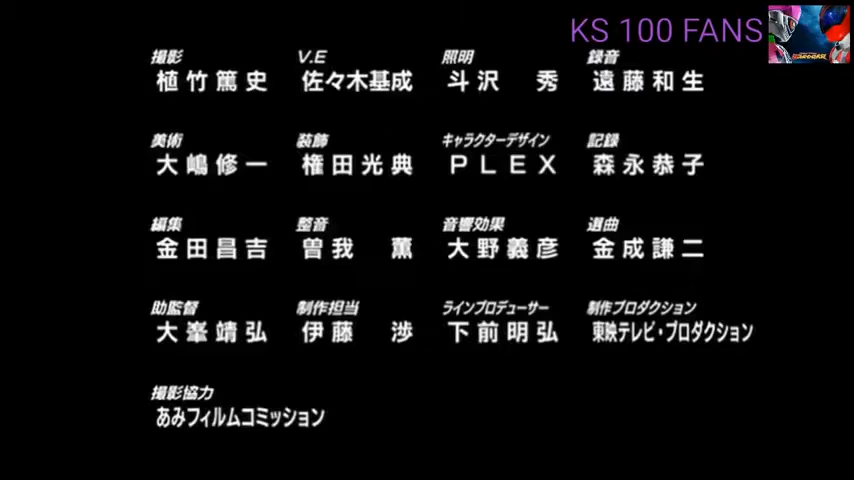 KS 100 FANS
撮影 V.E 照明 録音
植竹篤史 佐々木基成 斗沢 秀 遠藤和生
美術 装飾 キャラクターデザイン 記録
大嶋修一 権田光典 PLEX 森永恭子
編集 整音 音響効果 選曲
金田昌吉 曽我 薫 大野義彦 金成謙二
助監督 制作担当 ラインプロデューサー 制作プロダクション
大峯靖弘 伊藤 渉 下前明弘 東映テレビ・プロダクション
撮影協力
あみフィルムコミッション